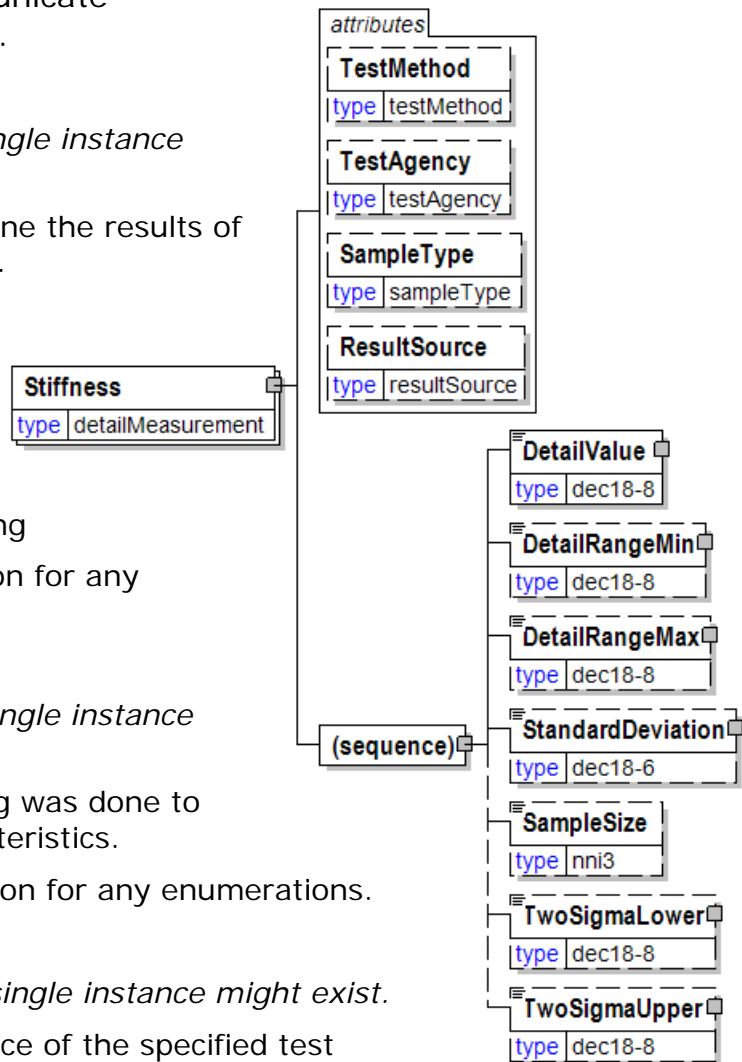 unicate
.
ngle instance
ne the results of
.
ng
on for any
ngle instance
g was done to
teristics.
on for any enumerations.
single instance might exist.
ce of the specified test
attributes
TestMethod
type testMethod
TestAgency
type testAgency
SampleType
type sampleType
ResultSource
type resultSource
Stiffness
type detailMeasurement
(sequence)
DetailValue
type dec18-8
DetailRangeMin
type dec18-8
DetailRangeMax
type dec18-8
StandardDeviation
type dec18-6
SampleSize
type nni3
TwoSigmaLower
type dec18-8
TwoSigmaUpper
type dec18-8